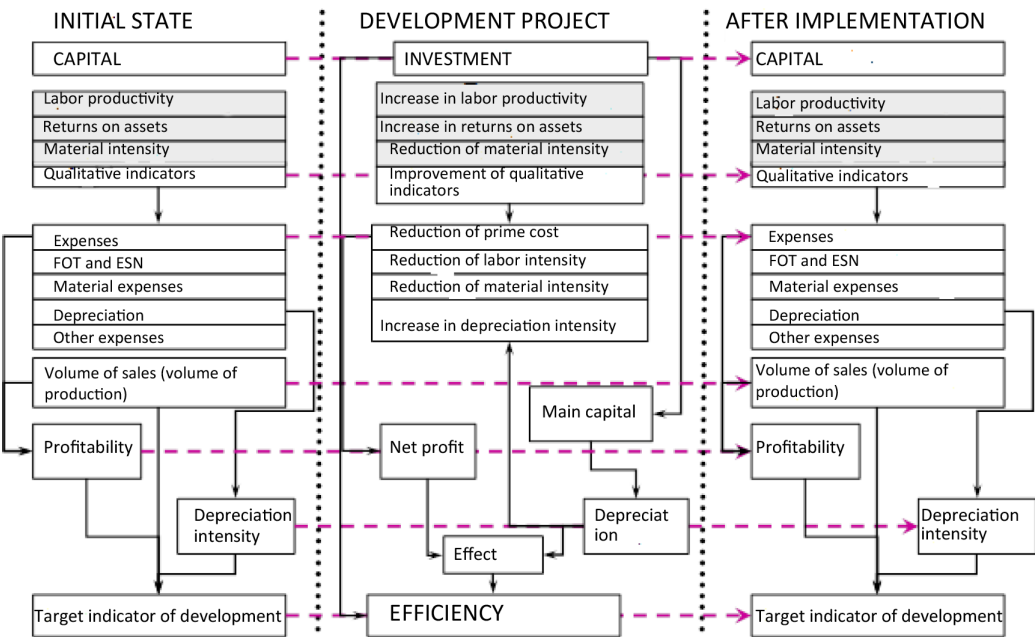 INITIAL STATE
CAPITAL
Labor productivity
Returns on assets
Material intensity
Qualitative indicators
Expenses
FOT and ESN
Material expenses
Depreciation
Other expenses
Volume of sales (volume of
production)
Profitability
Depreciation
intensity
Target indicator of development
DEVELOPMENT PROJECT
INVESTMENT
Increase in labor productivity
Increase in returns on assets
Reduction of material intensity
Improvement of qualitative
indicators
Reduction of prime cost
Reduction of labor intensity
Reduction of material intensity
Increase in depreciation intensity
Main capital
Net profit
Depreciat
ion
Effect
EFFICIENCY
AFTER IMPLEMENTATION
CAPITAL
Labor productivity
Returns on assets
Material intensity
Qualitative indicators
Expenses
FOT and ESN
Material expenses
Depreciation
Other expenses
Volume of sales (volume of
production)
Profitability
Depreciation
intensity
Target indicator of development